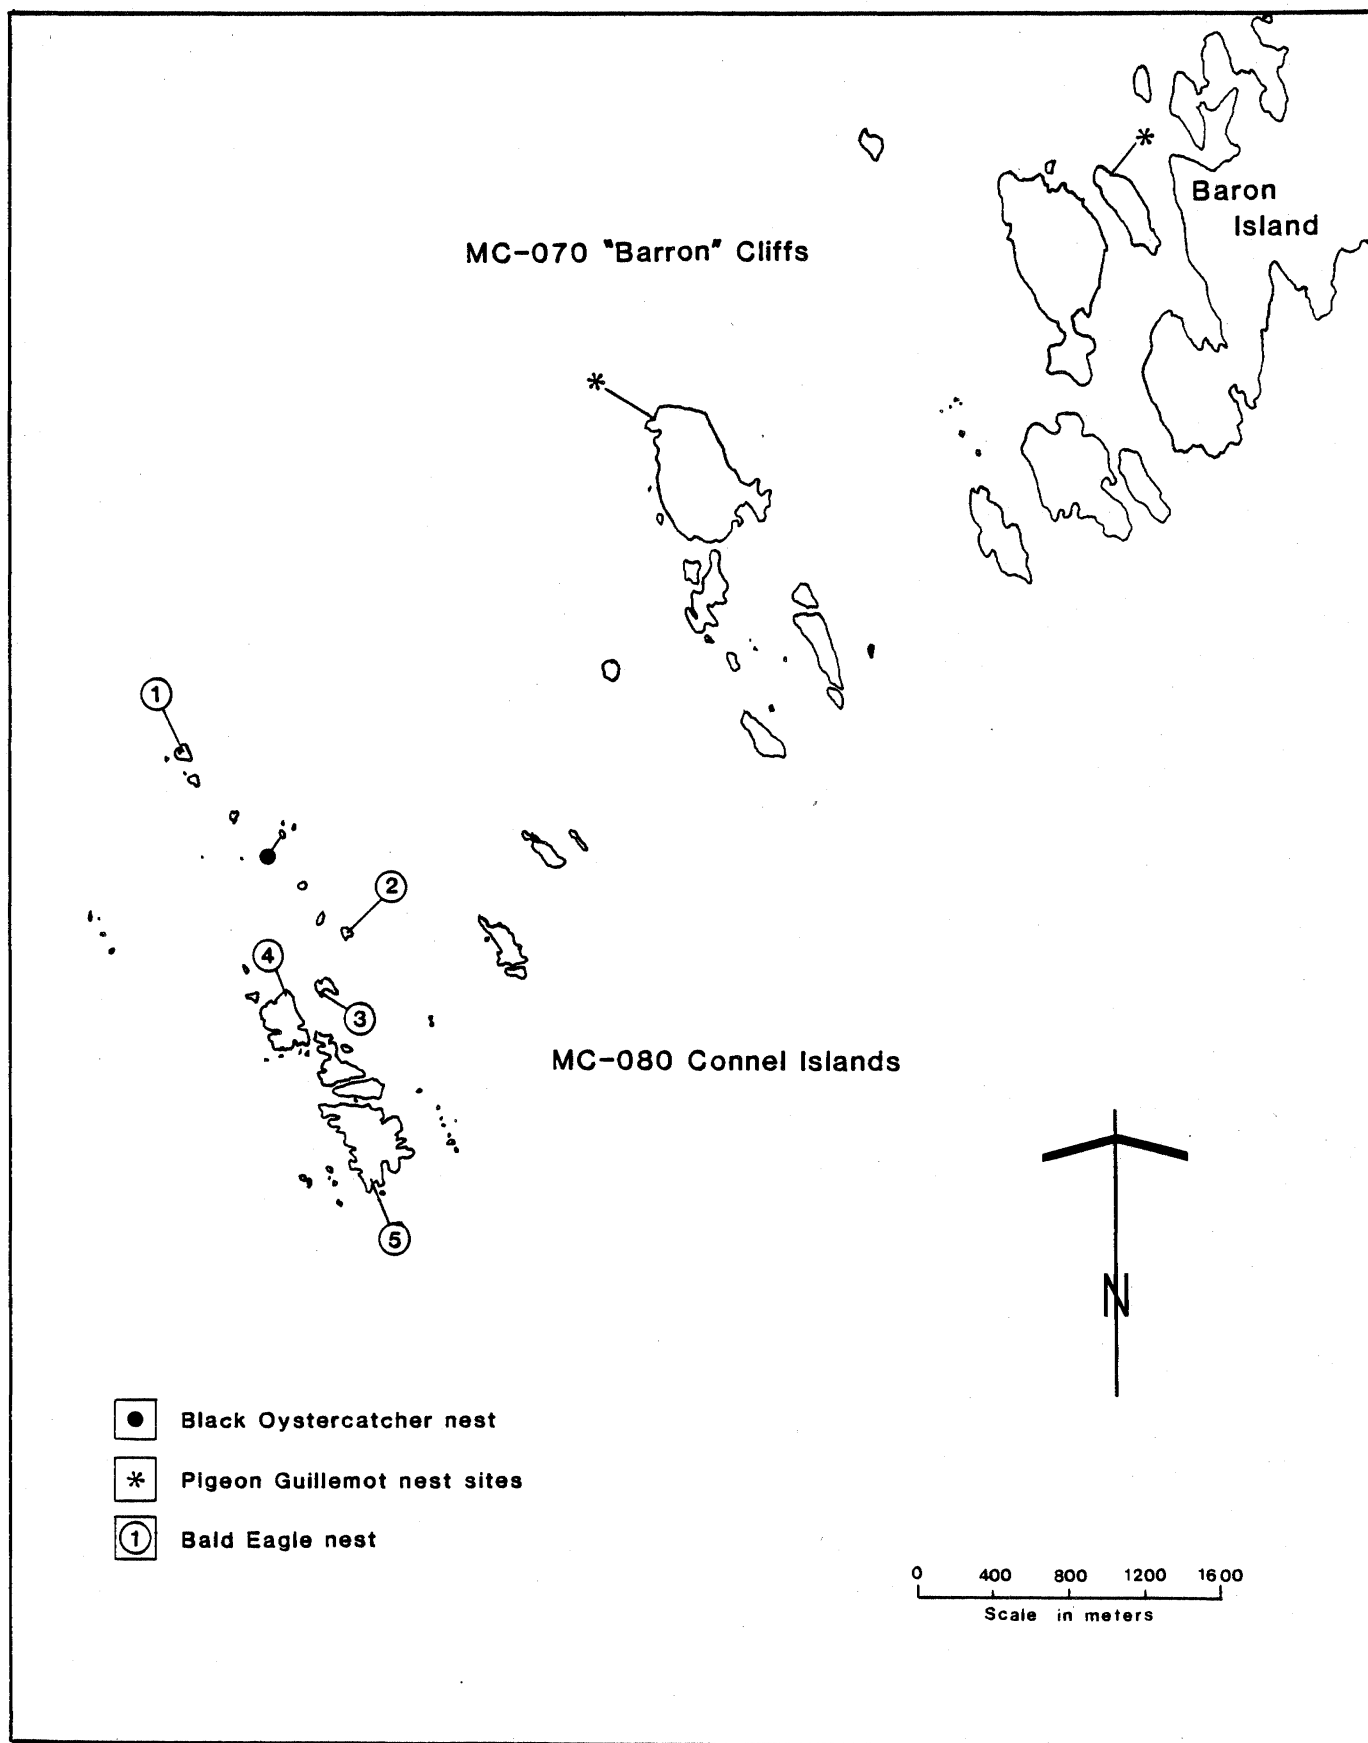 Baron
Island
MC-070 "Barron" Cliffs
*
*
1
2
4
3
MC-080 Connel Islands
5
N
Black Oystercatcher nest
* Pigeon Guillemot nest sites
1 Bald Eagle nest
0 400 800 1200 1600
Scale in meters